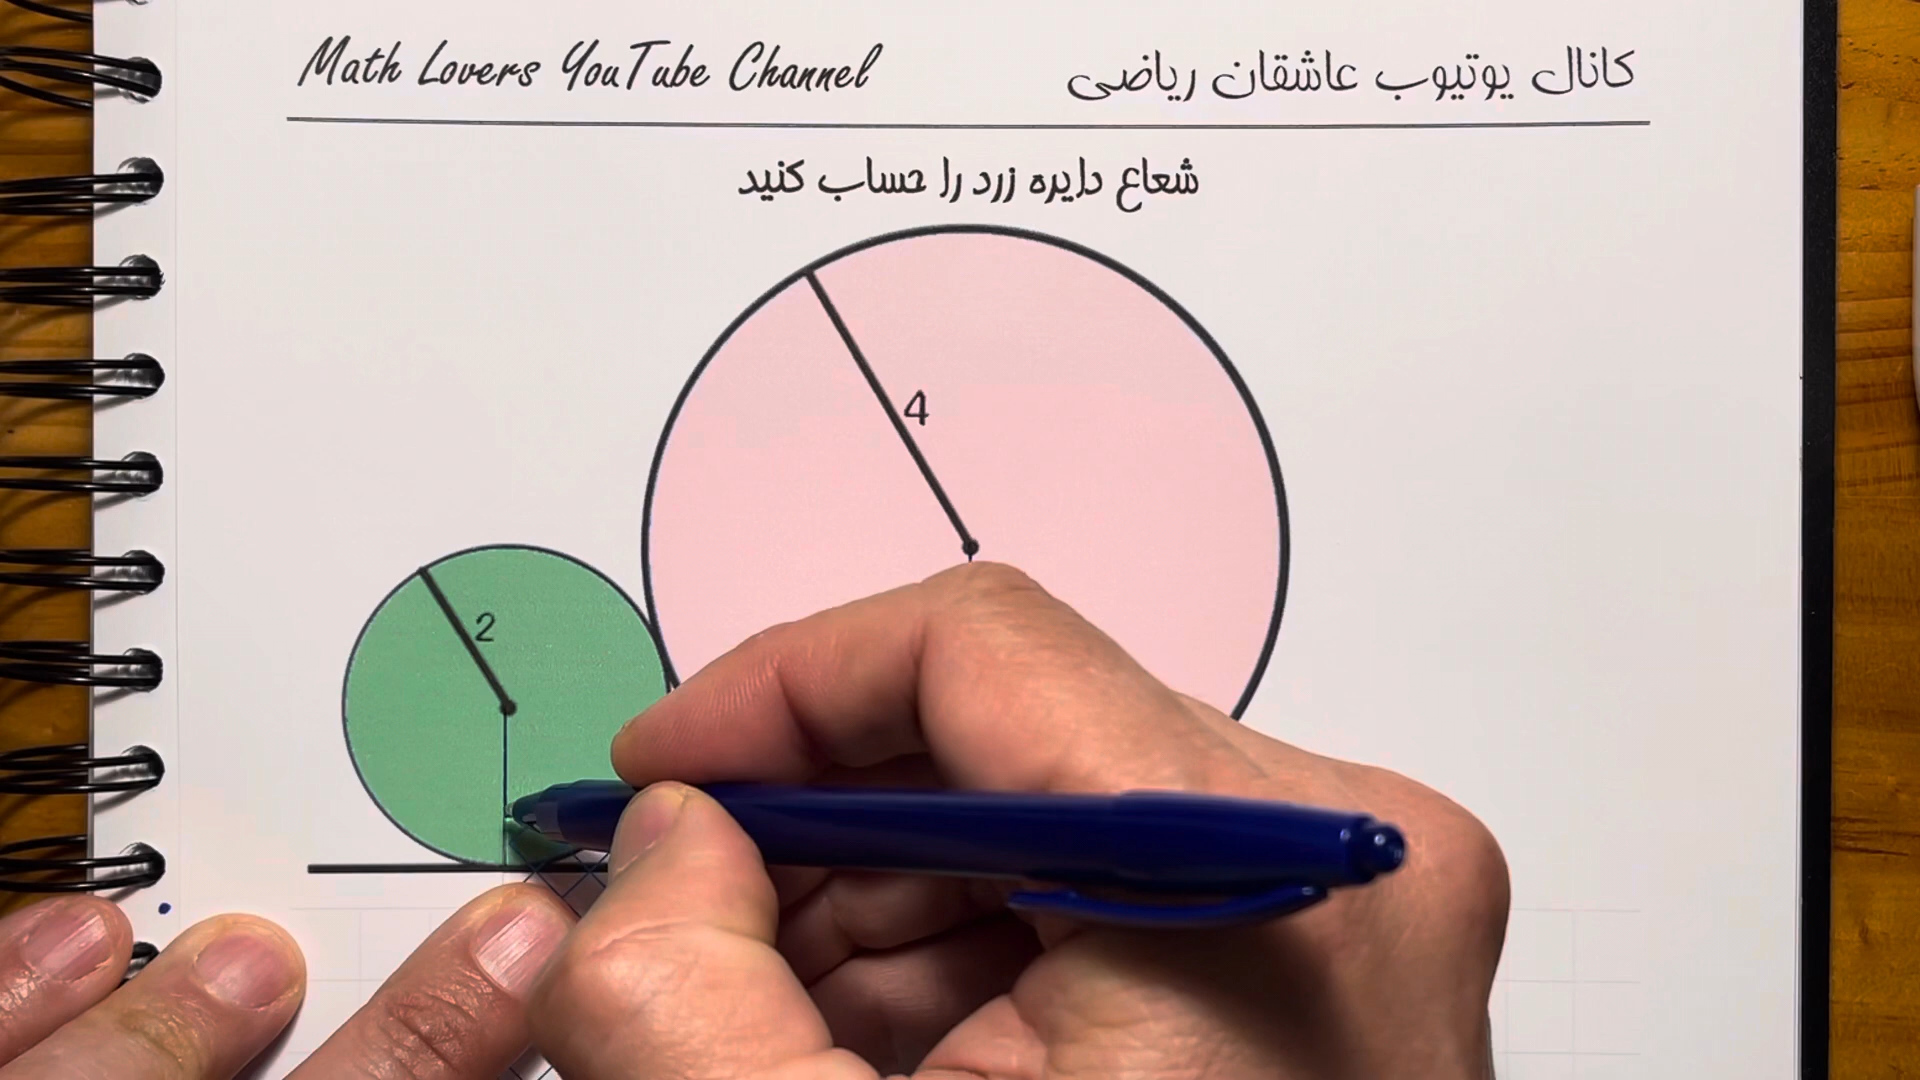 Math Lovers YouTube Channel
کانال یوتیوب عاشقان ریاضی
شعاع دایره زرد را حساب کنید
4
2